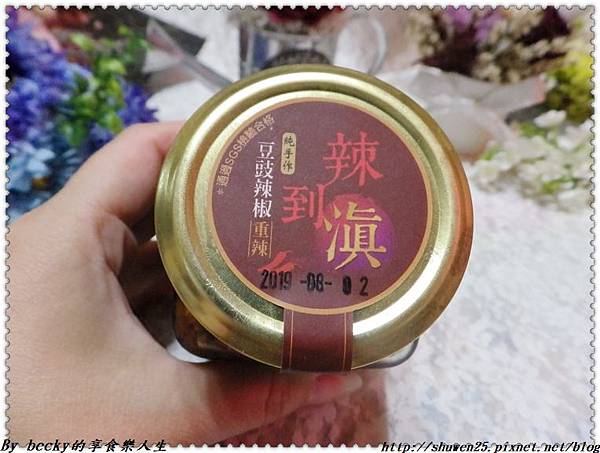 *通過SGS檢驗合格*
純手作
豆豉辣椒
重辣
辣到滇
2019 -08- 02
By bccky的享食樂人生
http://shuwen25.pixnet.net/blog